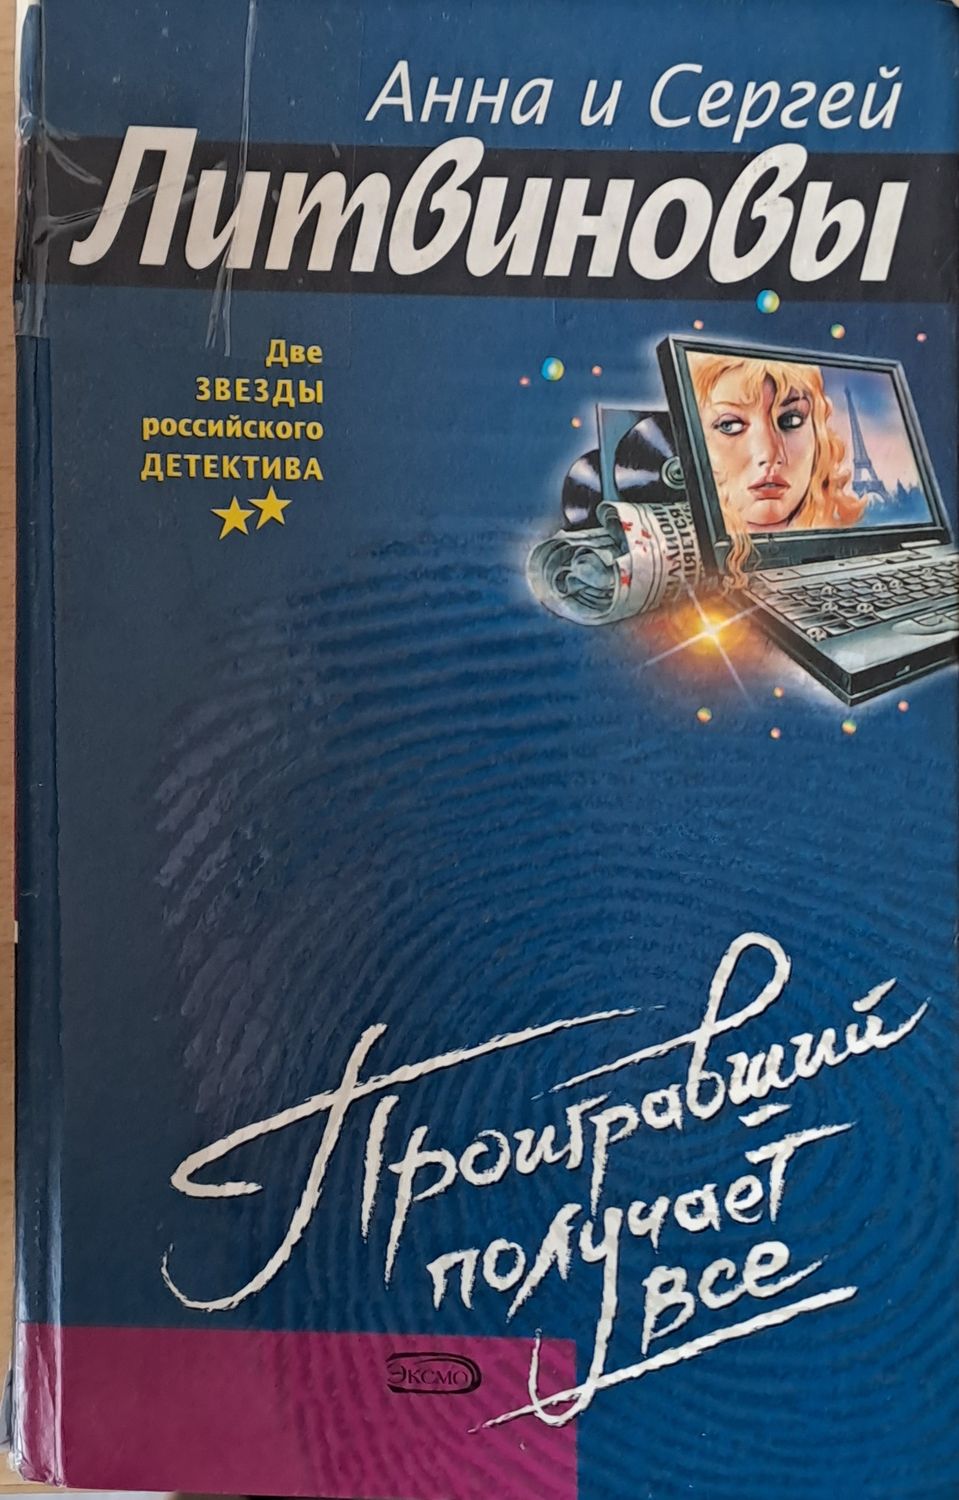 Анна и Сергей
Литвиновы
Две
ЗВЕЗДЫ
российского
ДЕТЕКТИВА
Проигравший
получает
все
ЭКСМО